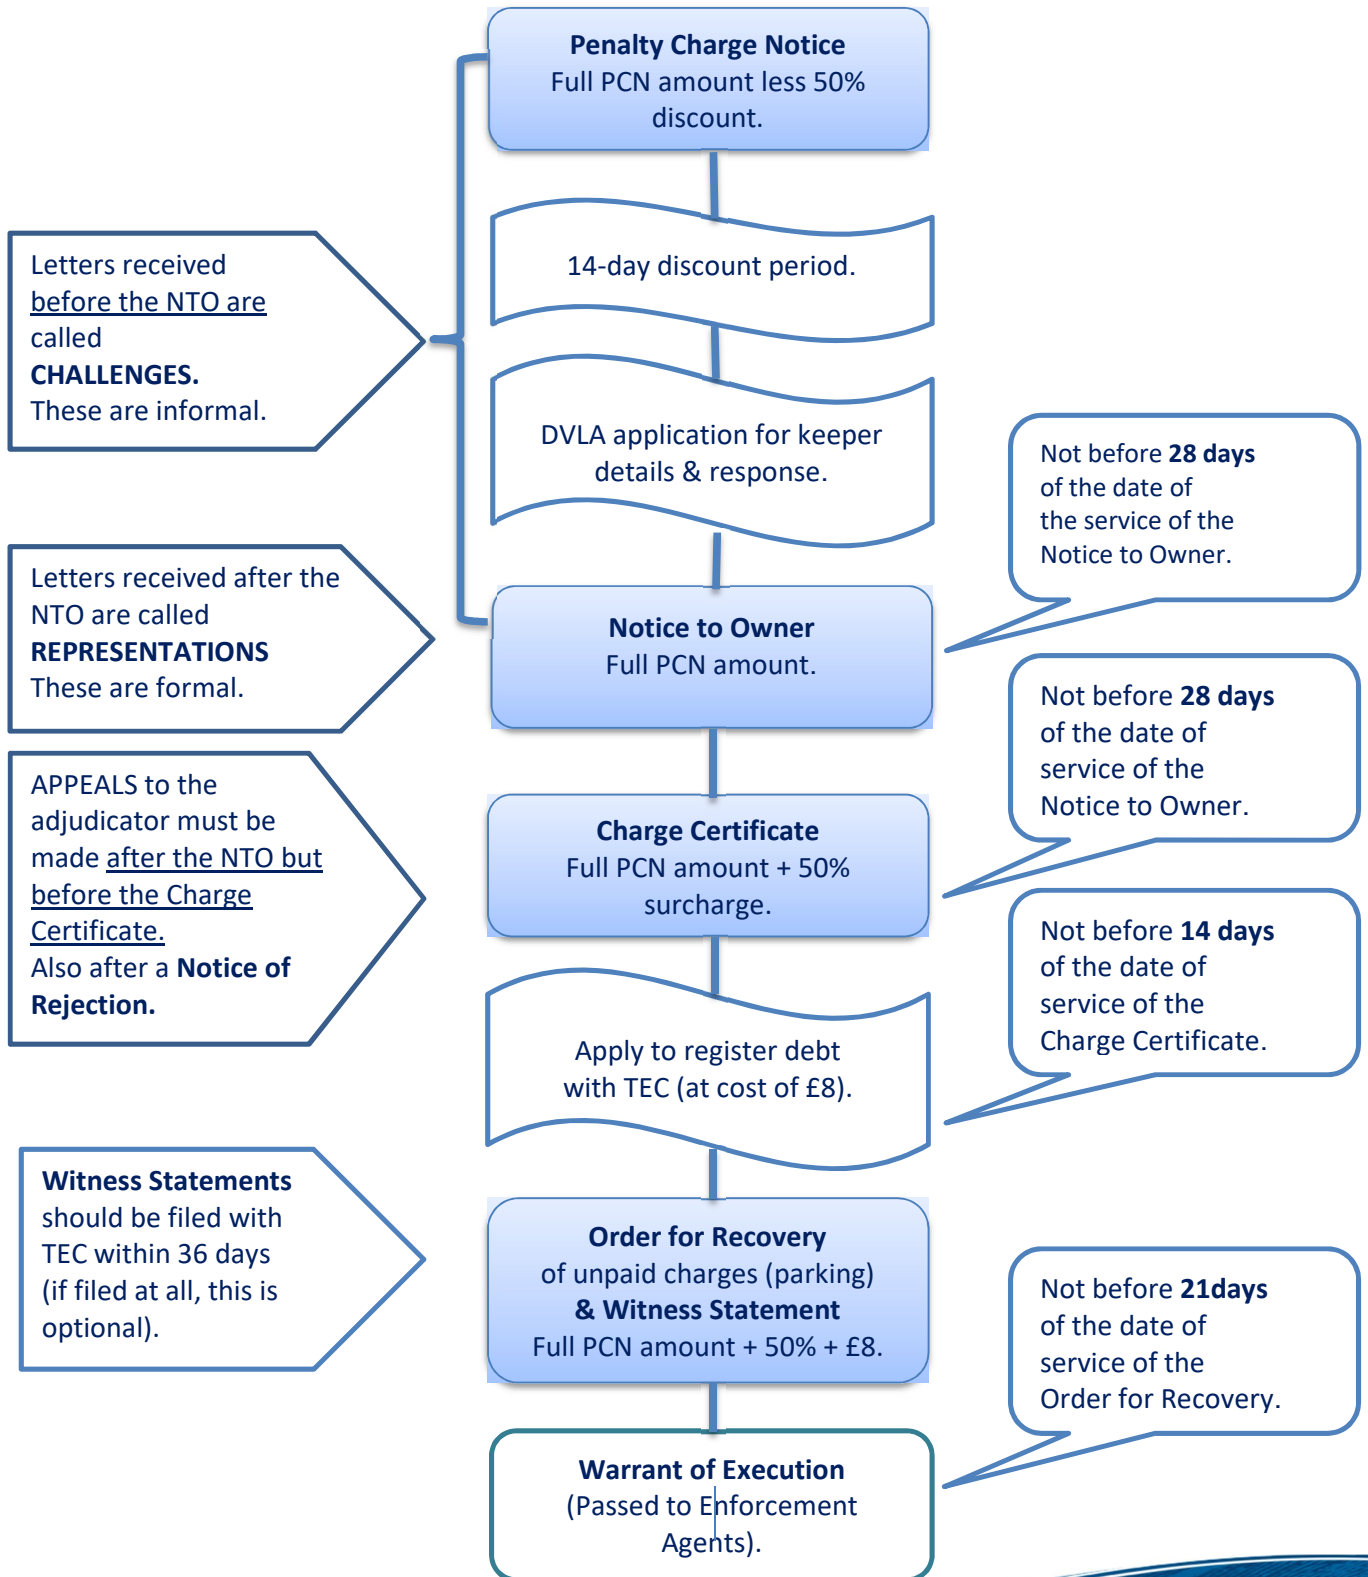 Penalty Charge Notice
Full PCN amount less 50%
discount.
14-day discount period.
Letters received
before the NTO are
called
CHALLENGES.
These are informal.
DVLA application for keeper
details & response.
Not before 28 days
of the date of
the service of the
Notice to Owner.
Letters received after the
NTO are called
REPRESENTATIONS
These are formal.
Notice to Owner
Full PCN amount.
Not before 28 days
of the date of
service of the
Notice to Owner.
APPEALS to the
adjudicator must be
made after the NTO but
before the Charge
Certificate.
Also after a Notice of
Rejection.
Charge Certificate
Full PCN amount + 50%
surcharge.
Not before 14 days
of the date of
service of the
Charge Certificate.
Apply to register debt
with TEC (at cost of £8).
Witness Statements
should be filed with
TEC within 36 days
(if filed at all, this is
optional).
Order for Recovery
of unpaid charges (parking)
& Witness Statement
Full PCN amount + 50% + £8.
Not before 21days
of the date of
service of the
Order for Recovery.
Warrant of Execution
(Passed to Enforcement
Agents).